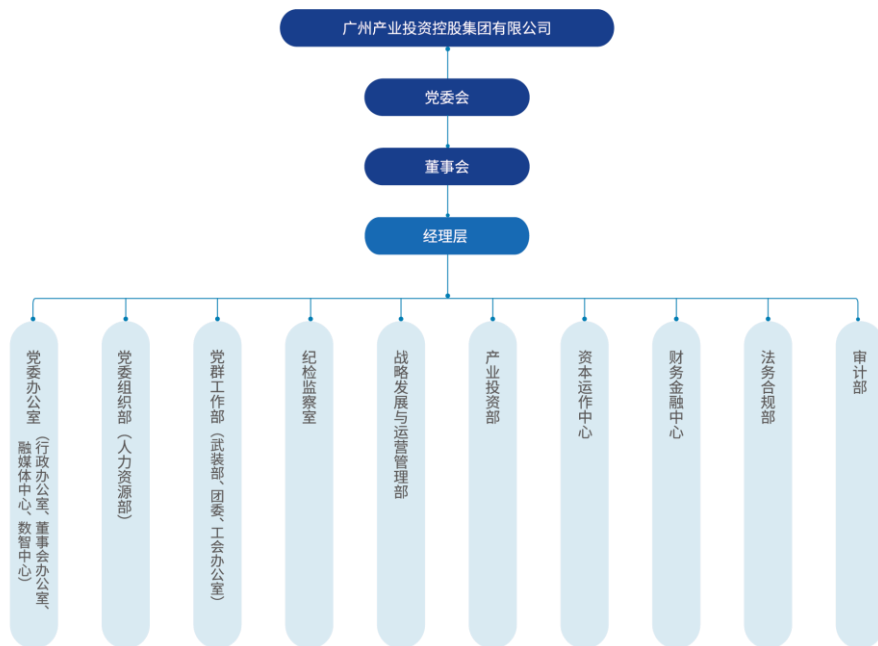 广州产业投资控股集团有限公司
党委会
董事会
经理层
党委办公室
（行政办公室、董事会办公室、
融媒体中心、数智中心）
党委组织部（人力资源部）
党群工作部（武装部、团委、工会办公室）
纪检监察室
战略发展与运营管理部
产业投资部
资本运作中心
财务金融中心
法务合规部
审计部